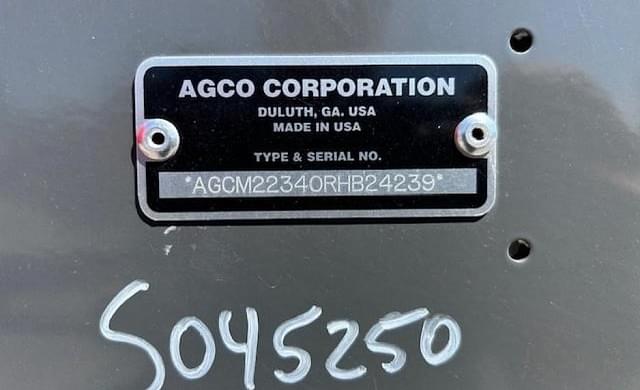 AGCO CORPORATION
DULUTH, GA. USA
MADE IN USA
TYPE & SERIAL NO.
*AGCM22340RHB24239*
S045250